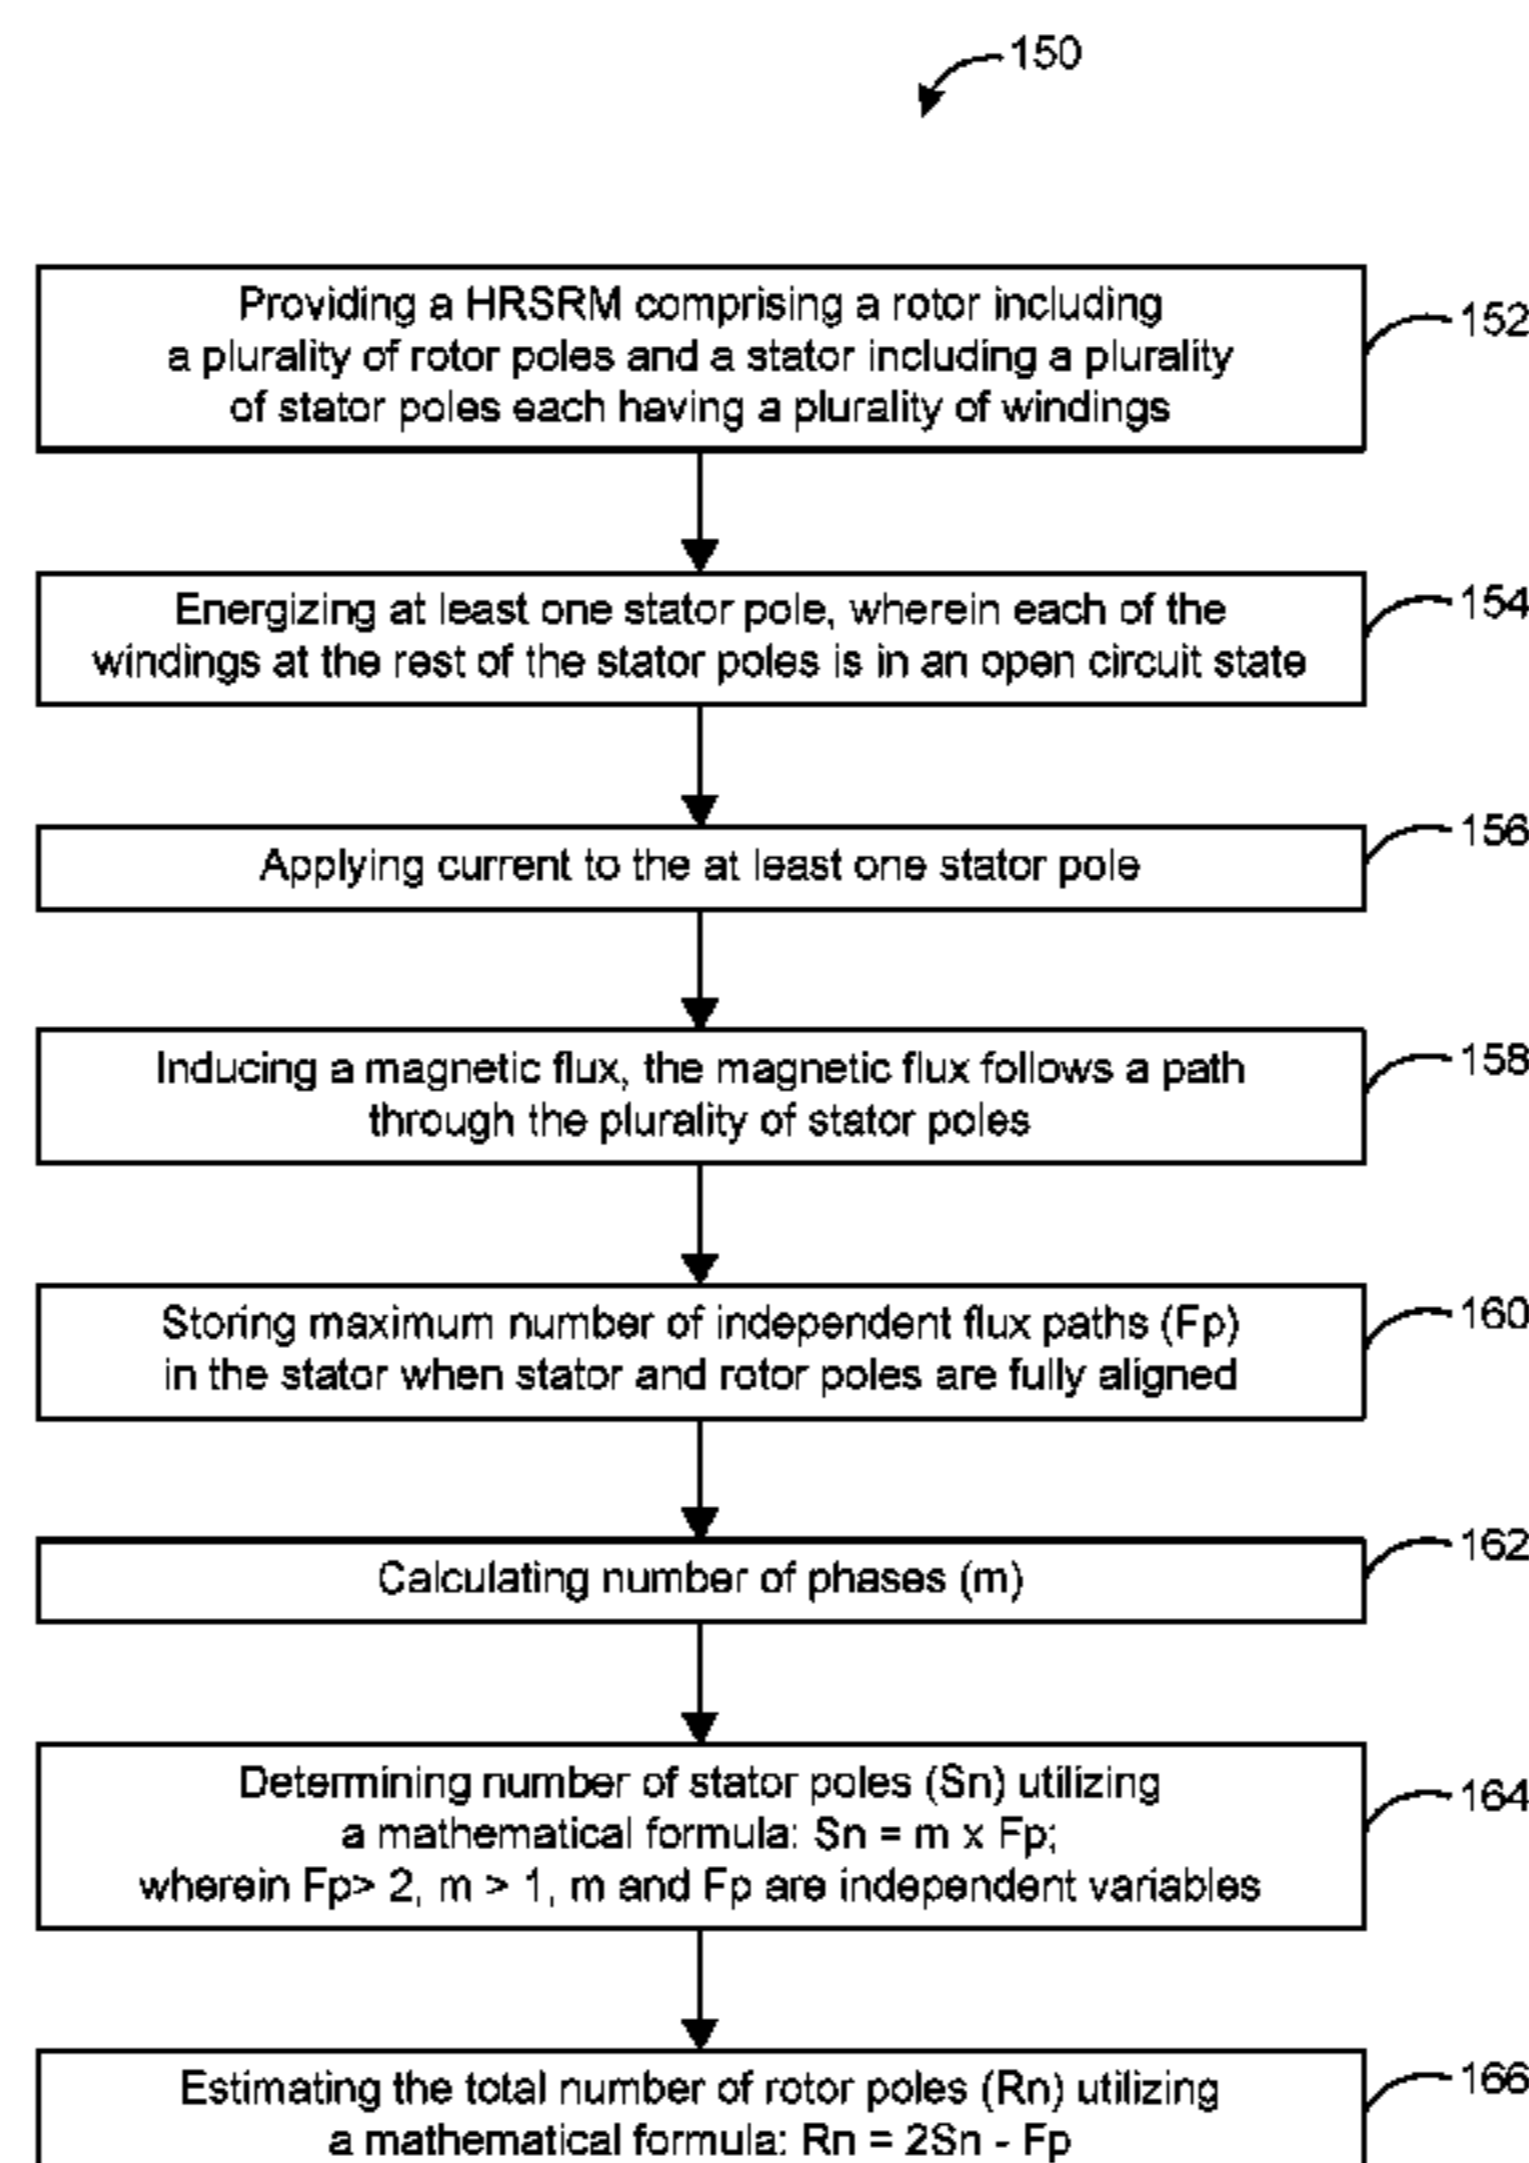 150
Providing a HRSRM comprising a rotor including
a plurality of rotor poles and a stator including a plurality
of stator poles each having a plurality of windings
152
Energizing at least one stator pole, wherein each of the
windings at the rest of the stator poles is in an open circuit state
154
Applying current to the at least one stator pole
156
Inducing a magnetic flux, the magnetic flux follows a path
through the plurality of stator poles
158
Storing maximum number of independent flux paths (Fp)
in the stator when stator and rotor poles are fully aligned
160
Calculating number of phases (m)
162
Determining number of stator poles (Sn) utilizing
a mathematical formula: Sn = m x Fp;
wherein Fp> 2, m > 1, m and Fp are independent variables
164
Estimating the total number of rotor poles (Rn) utilizing
a mathematical formula: Rn = 2Sn - Fp
166